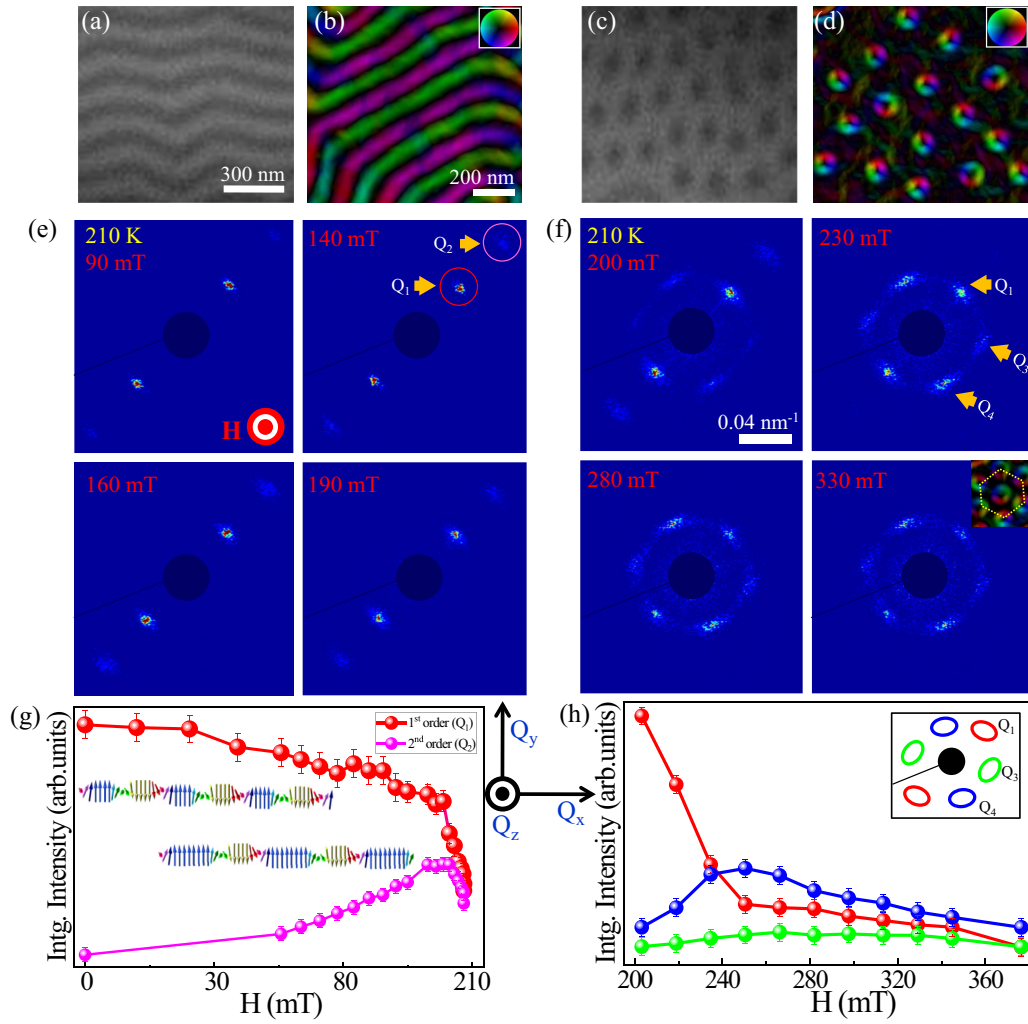 (a)
300 nm
(b)
200 nm
(c)
(d)
(e)
210 K
90 mT
H
140 mT
Q₂
Q₁
(f)
210 K
200 mT
0.04 nm⁻¹
230 mT
Q₁
Q₃
Q₄
160 mT
190 mT
280 mT
330 mT
(g)
Intg. Intensity (arb.units)
1ˢᵗ order (Q₁)
2ⁿᵈ order (Q₂)
0
30
80
210
H (mT)
Qy
Qx
Qz
(h)
Intg. Intensity (arb.units)
Q₁
Q₃
Q₄
200
240
280
320
360
H (mT)